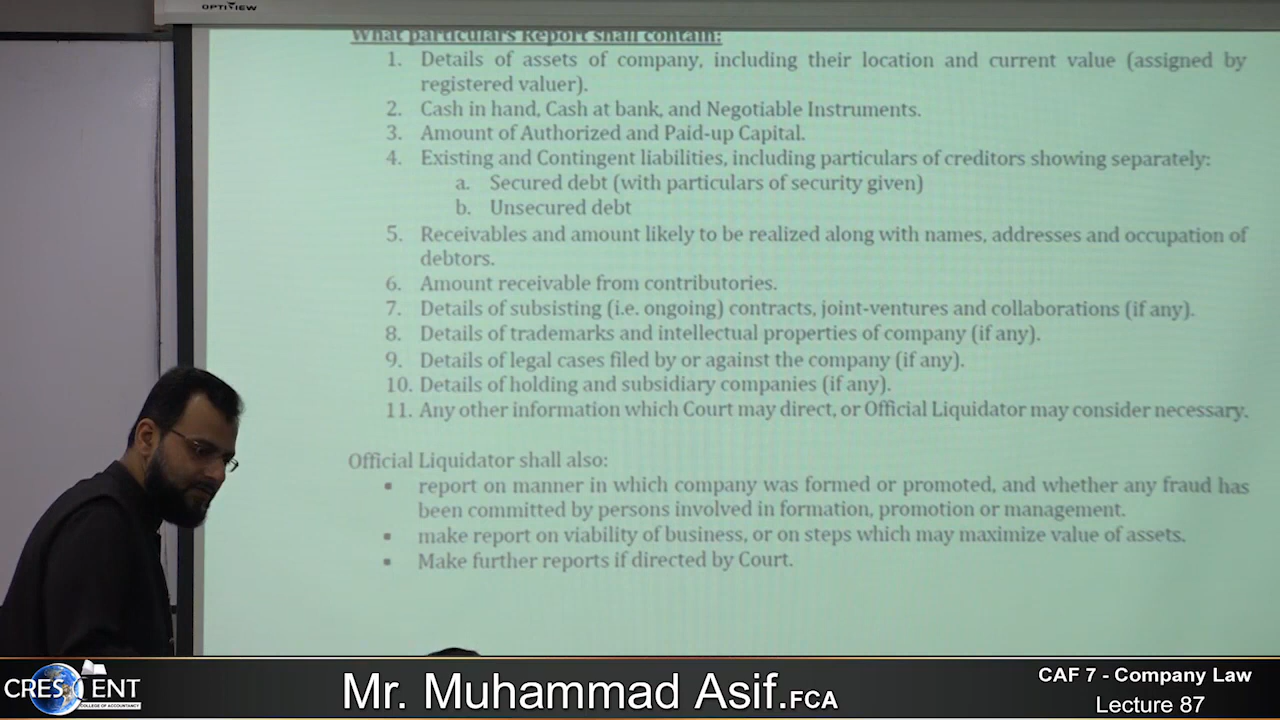 OPTIVIEW
What particulars Report shall contain:
1. Details of assets of company, including their location and current value (assigned by
registered valuer).
2. Cash in hand, Cash at bank, and Negotiable Instruments.
3. Amount of Authorized and Paid-up Capital.
4. Existing and Contingent liabilities, including particulars of creditors showing separately:
a. Secured debt (with particulars of security given)
b. Unsecured debt
5. Receivables and amount likely to be realized along with names, addresses and occupation of
debtors.
6. Amount receivable from contributories.
7. Details of subsisting (i.e. ongoing) contracts, joint-ventures and collaborations (if any).
8. Details of trademarks and intellectual properties of company (if any).
9. Details of legal cases filed by or against the company (if any).
10. Details of holding and subsidiary companies (if any).
11. Any other information which Court may direct, or Official Liquidator may consider necessary.
Official Liquidator shall also:
▪ report on manner in which company was formed or promoted, and whether any fraud has
been committed by persons involved in formation, promotion or management.
▪ make report on viability of business, or on steps which may maximize value of assets.
▪ Make further reports if directed by Court.
CRESCENT
COLLEGE OF ACCOUNTANCY
Mr. Muhammad Asif.FCA
CAF 7 - Company Law
Lecture 87